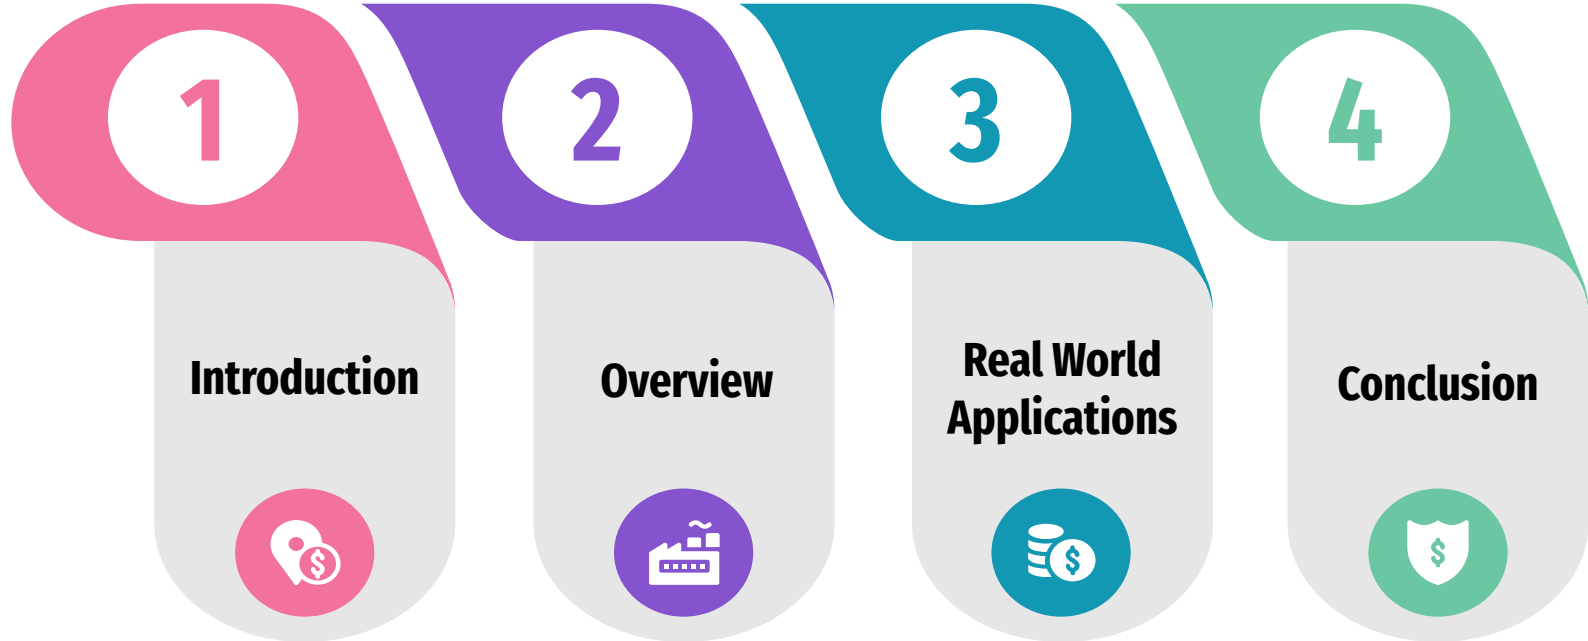 1
2
3
4
Introduction
Overview
Real World
Applications
Conclusion
$
$
$